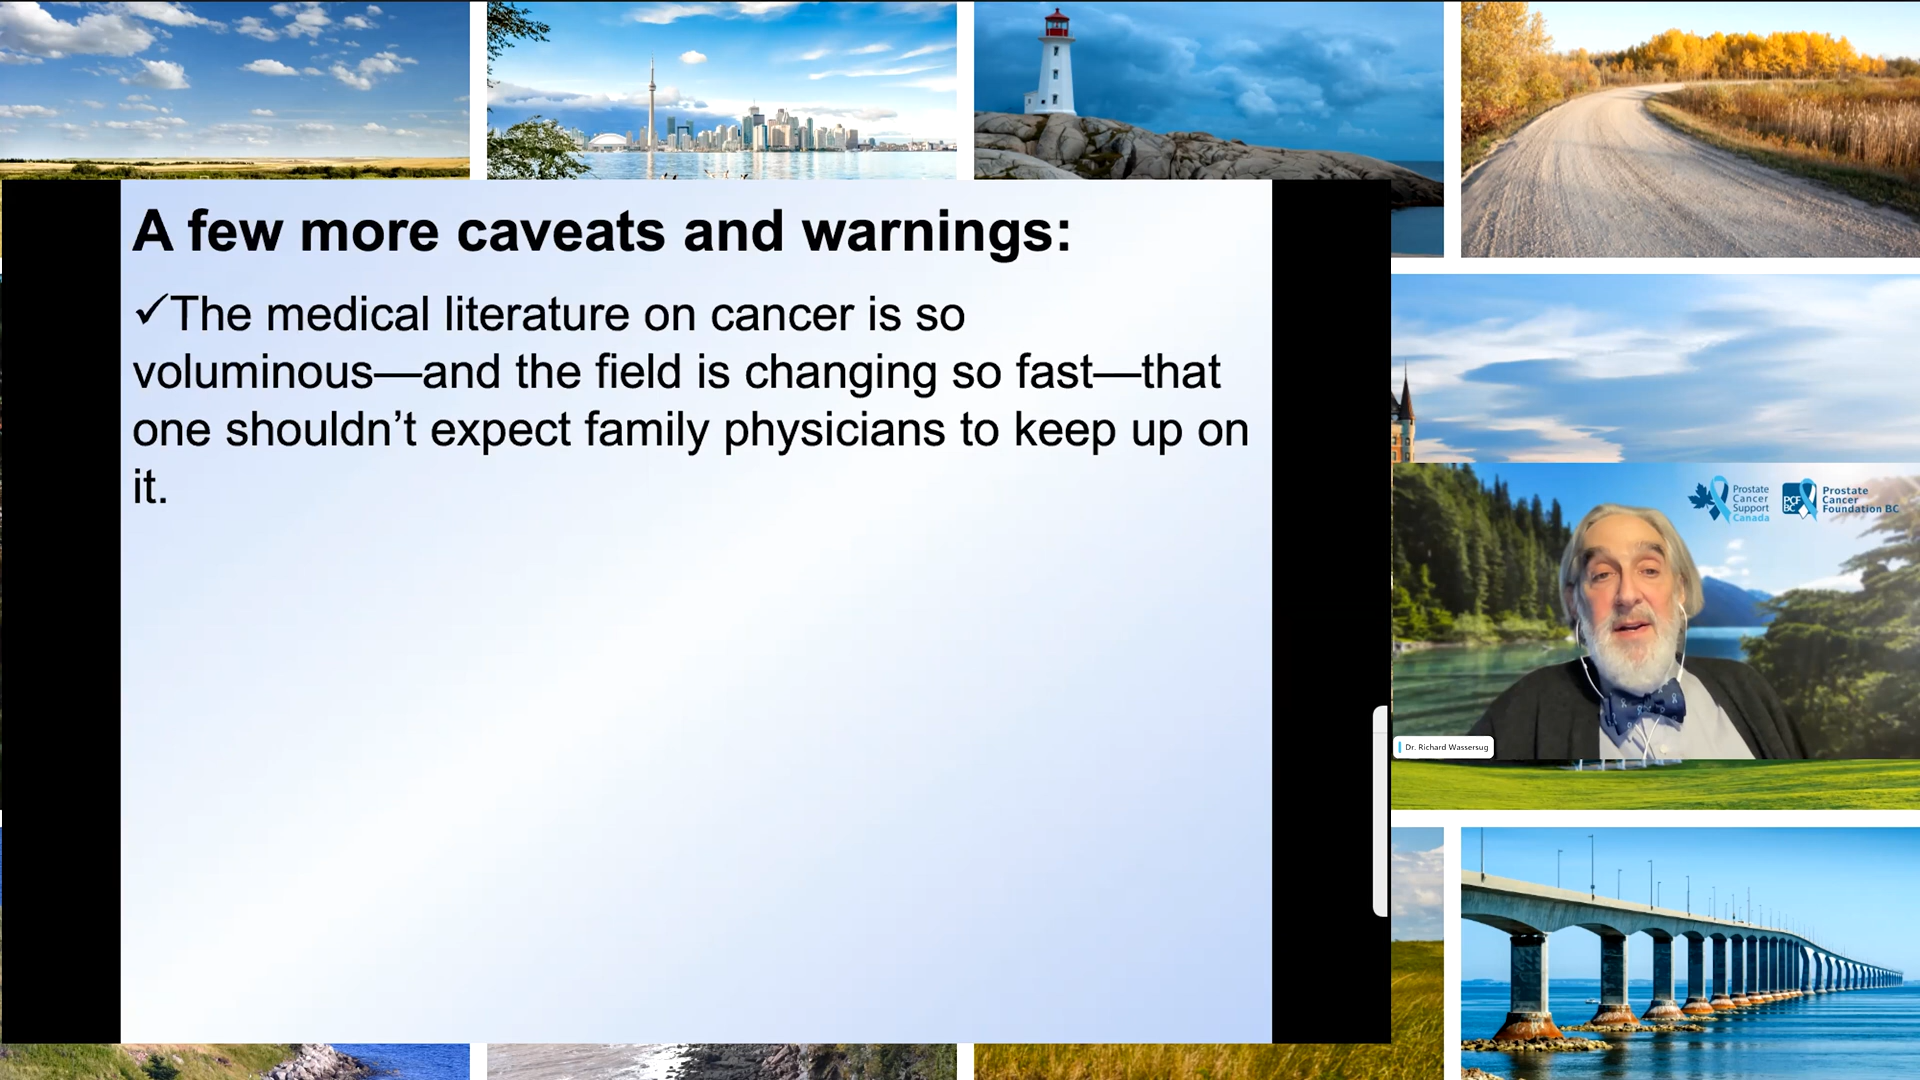 A few more caveats and warnings:
✓The medical literature on cancer is so
voluminous—and the field is changing so fast—that
one shouldn’t expect family physicians to keep up on
it.
Prostate
Cancer
Support
Canada
PCF
BC
Prostate
Cancer
Foundation BC
Dr. Richard Wassersug